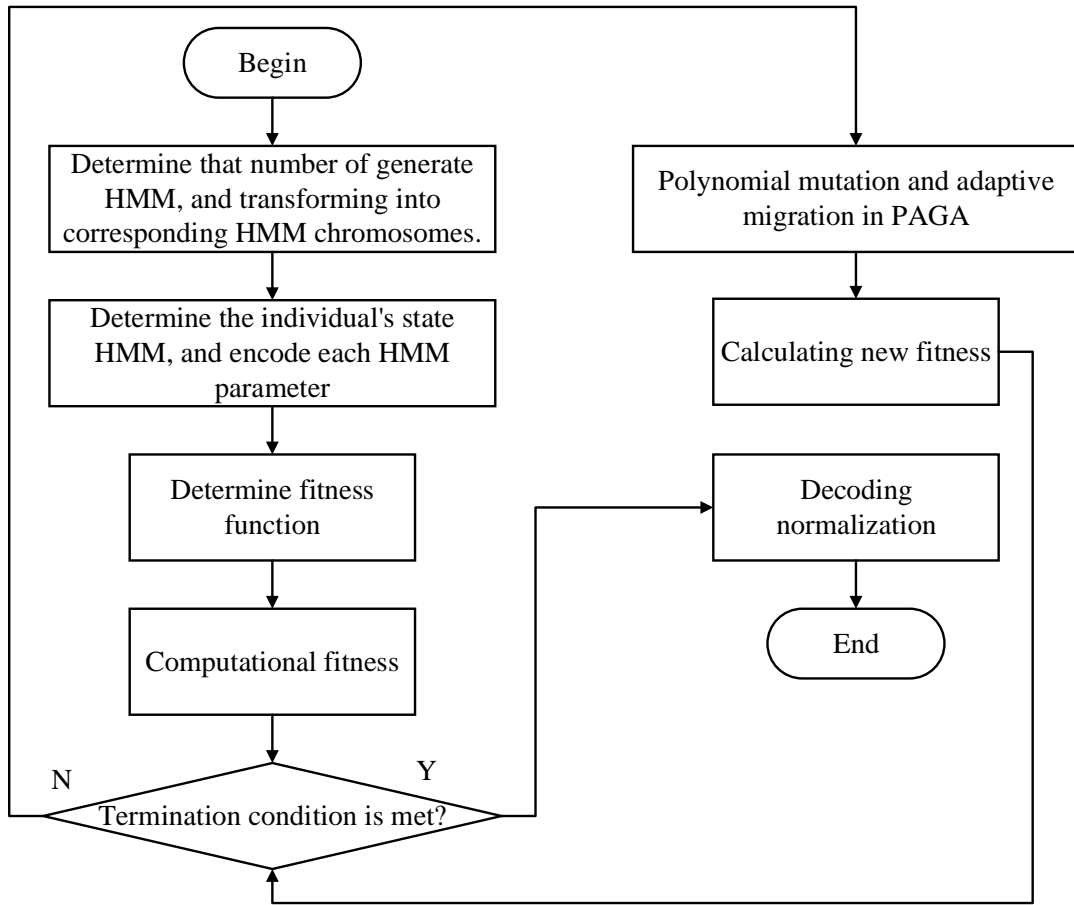 Begin
Determine that number of generate
HMM, and transforming into
corresponding HMM chromosomes.
Determine the individual's state
HMM, and encode each HMM
parameter
Determine fitness
function
Computational fitness
N
Y
Termination condition is met?
Polynomial mutation and adaptive
migration in PAGA
Calculating new fitness
Decoding
normalization
End